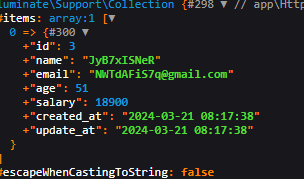 luminate\Support\Collection {#298 ▼ // app\Http
#items: array:1 [▼
0 => {#300 ▼
+"id": 3
+"name": "JyB7xISNeR"
+"email": "NWTdAFiS7q@gmail.com"
+"age": 51
+"salary": 18900
+"created_at": "2024-03-21 08:17:38"
+"update_at": "2024-03-21 08:17:38"
}
]
#escapeWhenCastingToString: false